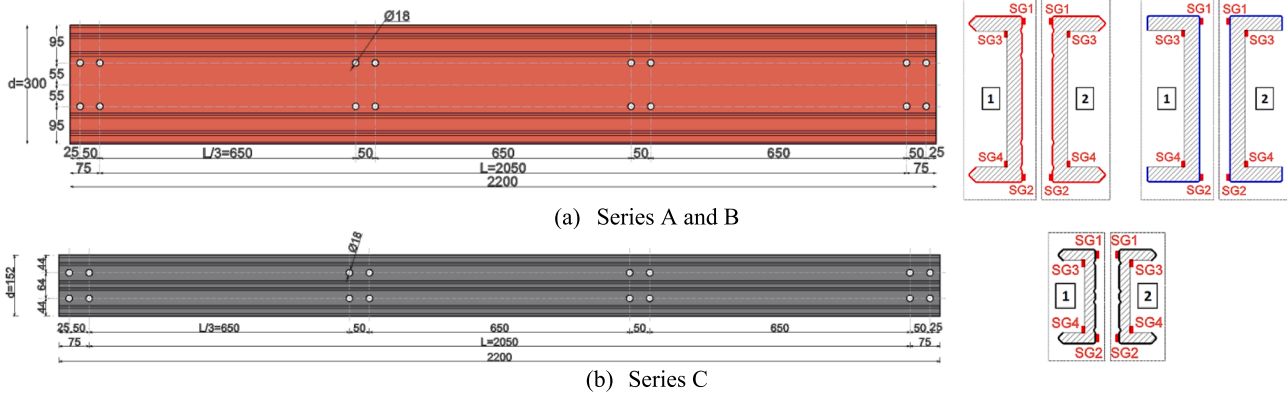 Ø18
95
55
d=300
55
95
25 50 L/3=650 50 650 50 650 50 25
75 L=2050 75
2200
SG1 SG1 SG1 SG1
SG3 SG3 SG3 SG3
1 2 1 2
SG4 SG4 SG4 SG4
SG2 SG2 SG2 SG2
(a) Series A and B
Ø18
44
d=152
64
44
25 50 L/3=650 50 650 50 650 50 25
75 L=2050 75
2200
SG1 SG1
SG3 SG3
1 2
SG4 SG4
SG2 SG2
(b) Series C